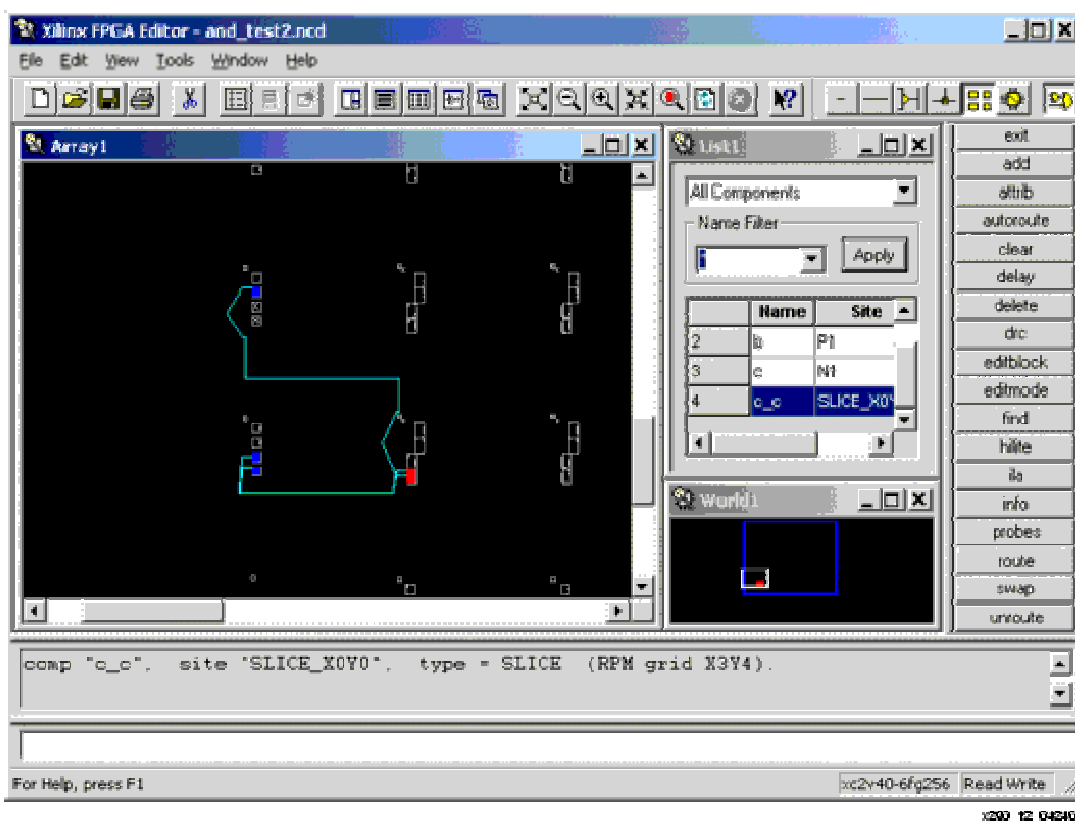 Xilinx FPGA Editor - and_test2.ncd
File Edit View Tools Window Help
Array1
List1
All Components
Name Filter
Apply
Name Site
2 b P1
3 c N1
4 c_c SLICE_X0Y
World1
exit
add
attrib
autoroute
clear
delay
delete
drc
editblock
editmode
find
hilite
ila
info
probes
route
swap
unroute
comp "c_c", site "SLICE_X0Y0", type = SLICE (RPM grid X3Y4).
For Help, press F1
xc2v40-6fg256 Read Write